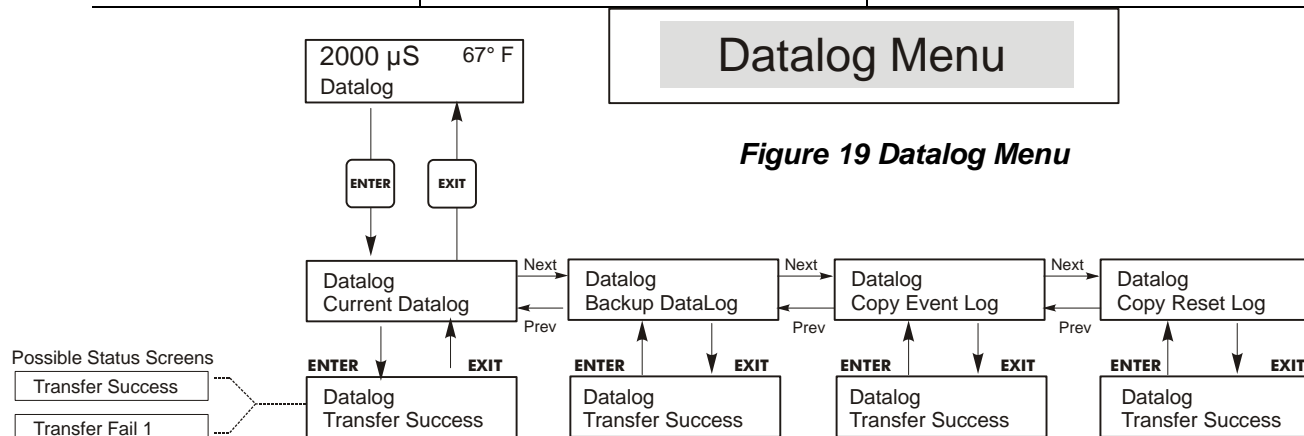 Datalog Menu
2000 µS 67° F
Datalog
Figure 19 Datalog Menu
ENTER EXIT
Datalog
Current Datalog
Next
Prev
Datalog
Backup DataLog
Next
Prev
Datalog
Copy Event Log
Next
Prev
Datalog
Copy Reset Log
Possible Status Screens
Transfer Success
Transfer Fail 1
ENTER EXIT
Datalog
Transfer Success
ENTER EXIT
Datalog
Transfer Success
ENTER EXIT
Datalog
Transfer Success
ENTER EXIT
Datalog
Transfer Success